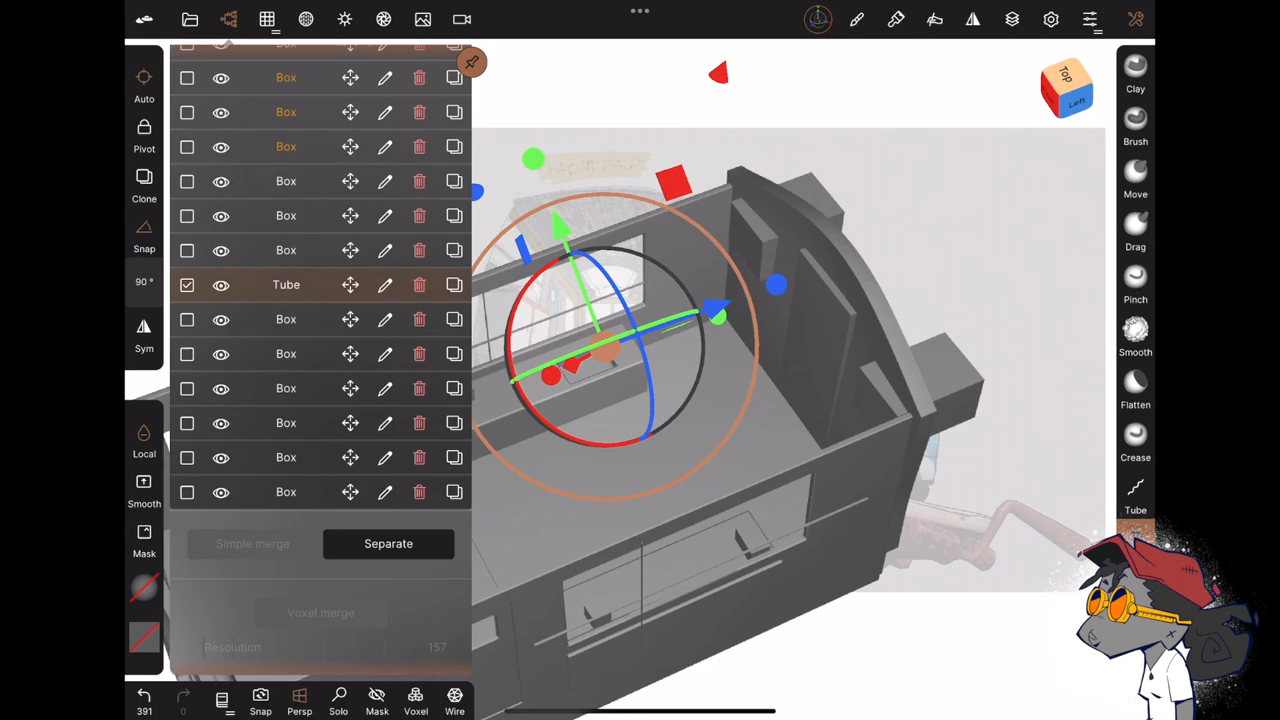 Box
Box
Box
Box
Box
Box
Box
Tube
Box
Box
Box
Box
Box
Box
Simple merge
Separate
Voxel merge
Resolution 157
Auto
Pivot
Clone
Snap
90 °
Sym
Local
Smooth
Mask
391
0
Snap
Persp
Solo
Mask
Voxel
Wire
Top
Left
Clay
Brush
Move
Drag
Pinch
Smooth
Flatten
Crease
Tube